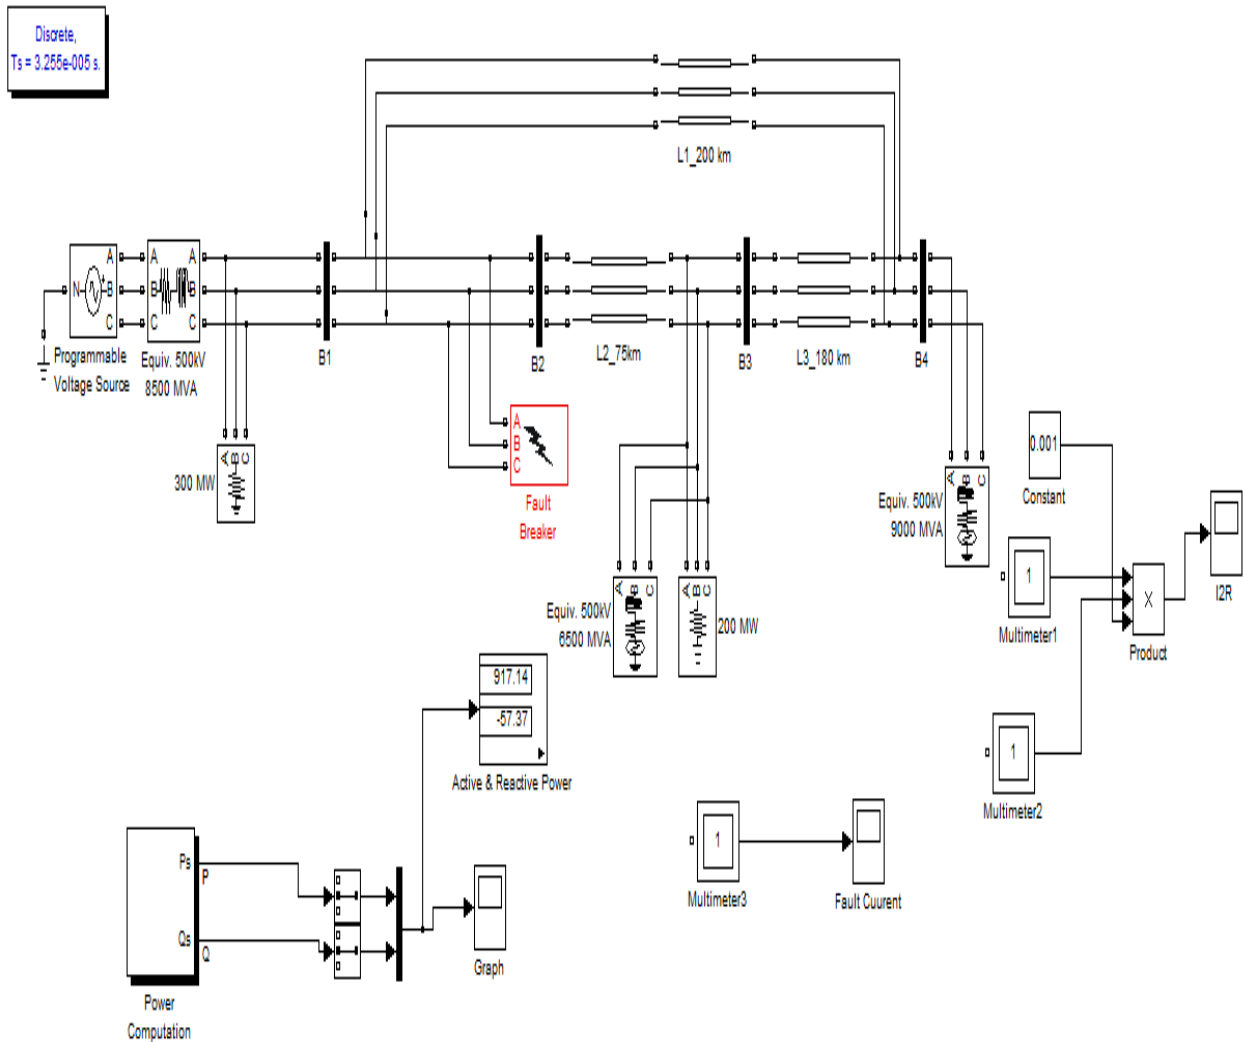 Discrete,
Ts = 3.255e-005 s.
L1_200 km
A
B
C
N
A
B
C
A
B
C
Programmable
Voltage Source
Equiv. 500kV
8500 MVA
B1
B2
L2_75km
B3
L3_180 km
B4
A B C
300 MW
A
B
C
Fault
Breaker
A B C
Equiv. 500kV
9000 MVA
0.001
Constant
1
Multimeter1
X
Product
I2R
A B C
Equiv. 500kV
6500 MVA
A B C
200 MW
917.14
-57.37
Active & Reactive Power
1
Multimeter2
1
Multimeter3
Fault Cuurent
Ps
P
Qs
Q
Graph
Power
Computation